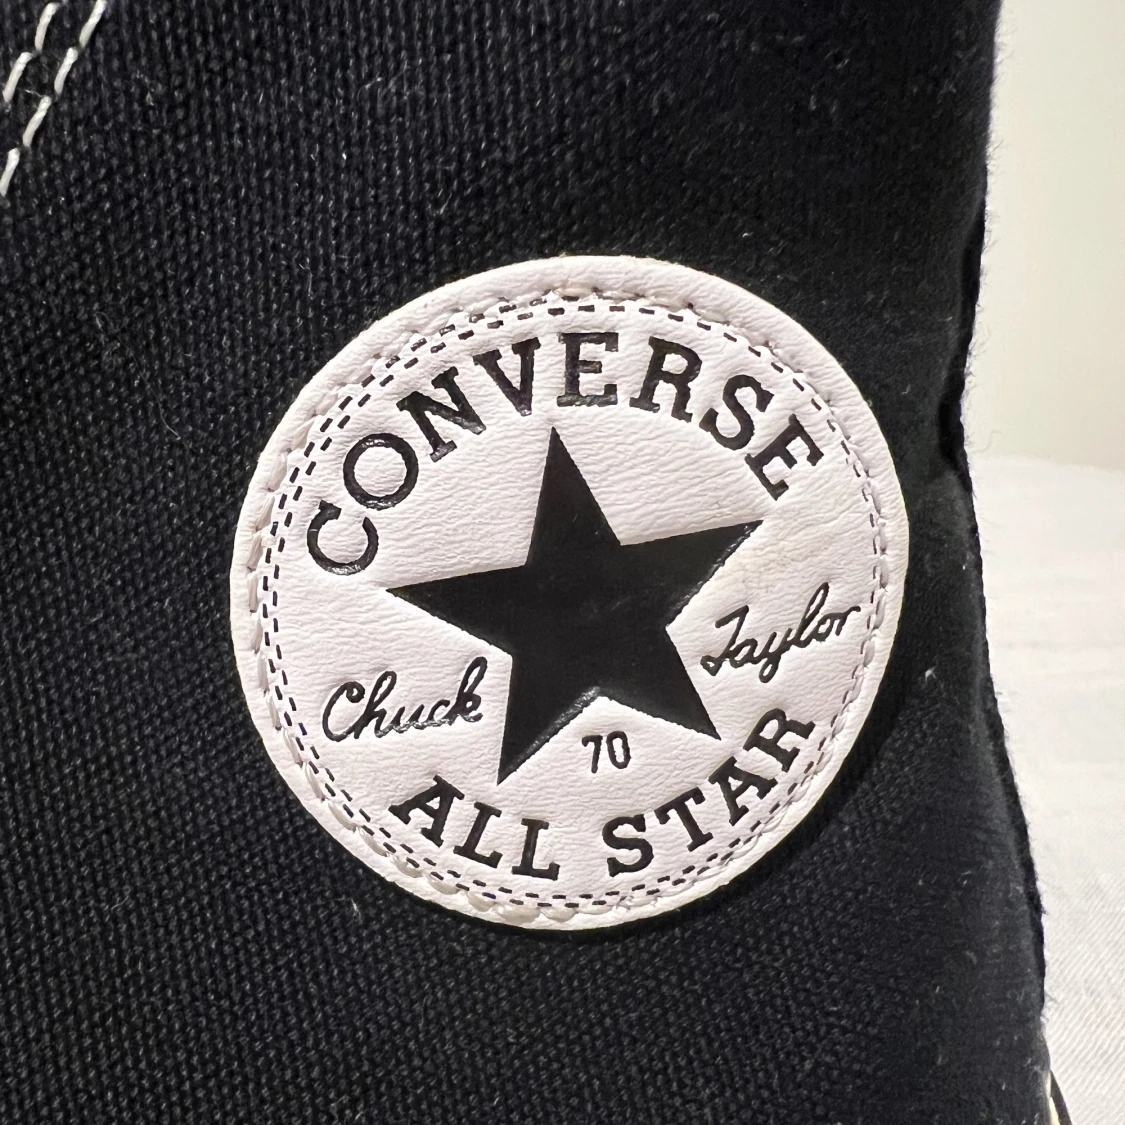 CONVERSE
Chuck Taylor
70
ALL STAR